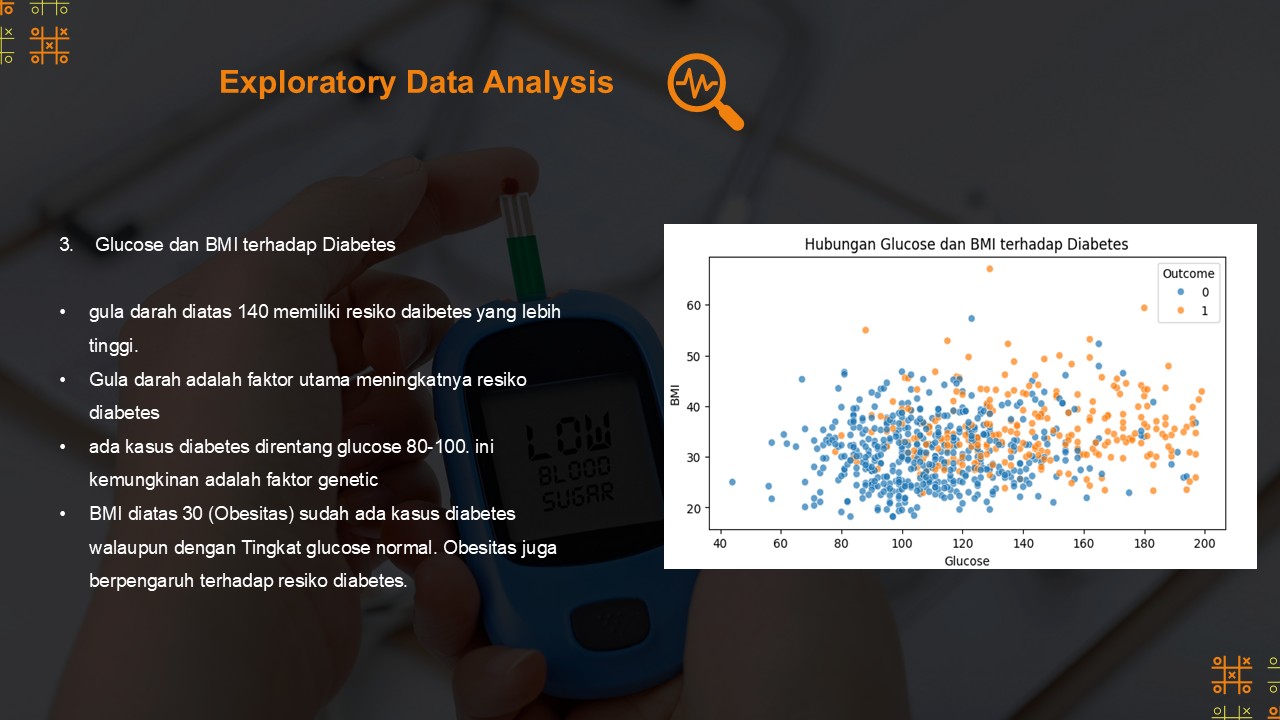 Exploratory Data Analysis
3. Glucose dan BMI terhadap Diabetes
• gula darah diatas 140 memiliki resiko daibetes yang lebih
tinggi.
• Gula darah adalah faktor utama meningkatnya resiko
diabetes
• ada kasus diabetes direntang glucose 80-100. ini
kemungkinan adalah faktor genetic
• BMI diatas 30 (Obesitas) sudah ada kasus diabetes
walaupun dengan Tingkat glucose normal. Obesitas juga
berpengaruh terhadap resiko diabetes.
LOW
BLOOD
SUGAR
Hubungan Glucose dan BMI terhadap Diabetes
Outcome
0
1
BMI
60
50
40
30
20
40 60 80 100 120 140 160 180 200
Glucose